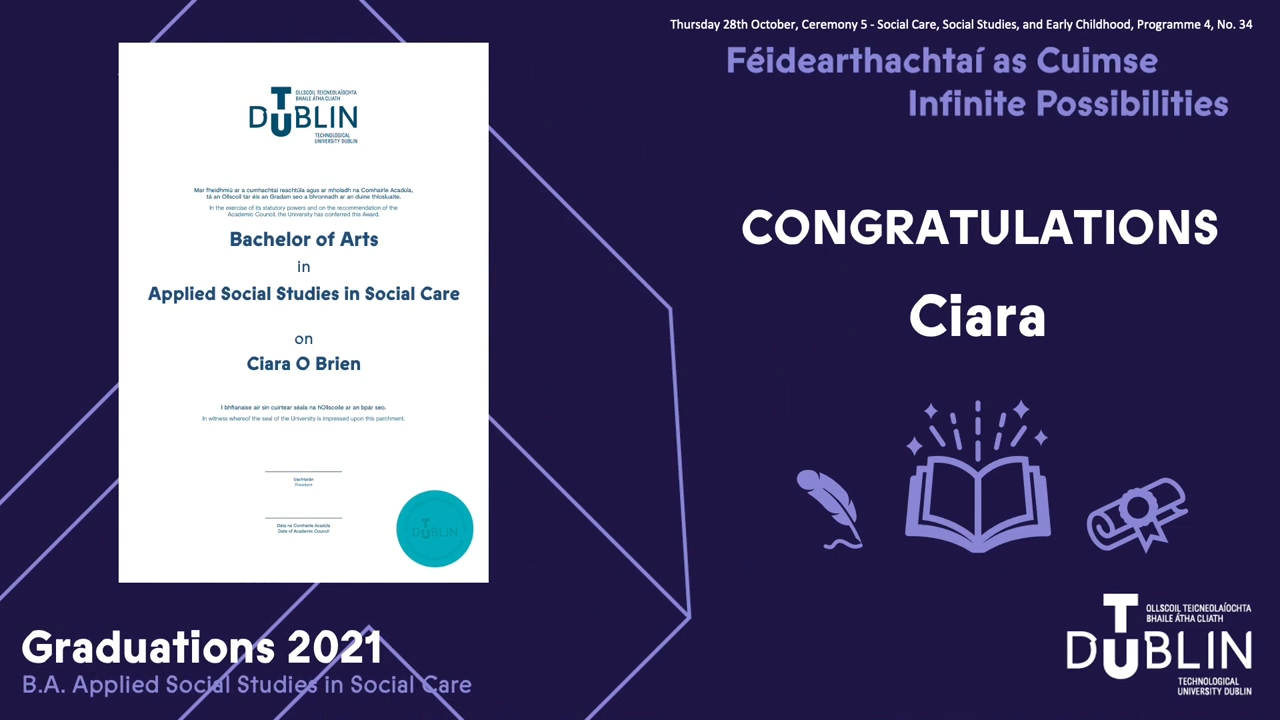 Thursday 28th October, Ceremony 5 - Social Care, Social Studies, and Early Childhood, Programme 4, No. 34
Féidearthachtaí as Cuimse
Infinite Possibilities
OLLSCOIL TEICNEOLAÍOCHTA
BHAILE ÁTHA CLIATH
TU DUBLIN
TECHNOLOGICAL
UNIVERSITY DUBLIN
Mar fheidhmiú ar a cumhachtaí reachtúla agus ar mholadh na Comhairle Acadúla,
tá an Ollscoil tar éis an Gradam seo a bhronnadh ar an duine thíosluaite.
In the exercise of its statutory powers and on the recommendation of the
Academic Council, the University has conferred this Award.
Bachelor of Arts
in
Applied Social Studies in Social Care
on
Ciara O Brien
I bhfianaise air sin cuirtear séala na hOllscoile ar an bpár seo.
In witness whereof the seal of the University is impressed upon this parchment.
Uachtarán
President
Dáta na Comhairle Acadúla
Date of Academic Council
TU DUBLIN
CONGRATULATIONS
Ciara
Graduations 2021
B.A. Applied Social Studies in Social Care
OLLSCOIL TEICNEOLAÍOCHTA
BHAILE ÁTHA CLIATH
TU DUBLIN
TECHNOLOGICAL
UNIVERSITY DUBLIN